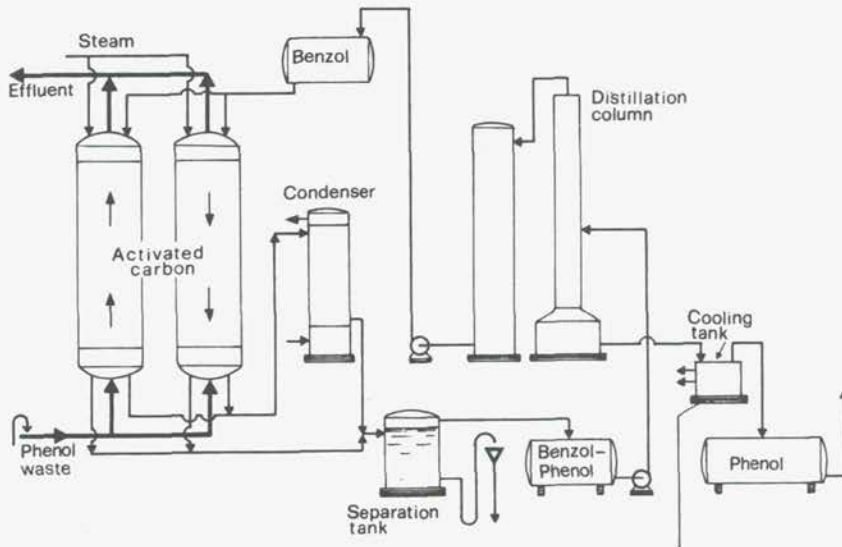 Steam
Effluent
Benzol
Distillation
column
Condenser
Activated
carbon
Cooling
tank
Phenol
waste
Benzol-
Phenol
Phenol
Separation
tank